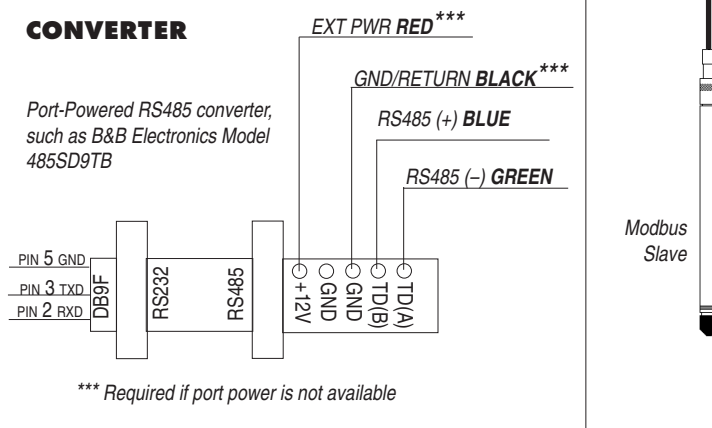 CONVERTER
EXT PWR RED***
GND/RETURN BLACK***
Port-Powered RS485 converter,
such as B&B Electronics Model
485SD9TB
RS485 (+) BLUE
RS485 (−) GREEN
Modbus
Slave
PIN 5 GND
PIN 3 TXD
PIN 2 RXD
DB9F
RS232
RS485
+12V
GND
GND
TD(B)
TD(A)
*** Required if port power is not available